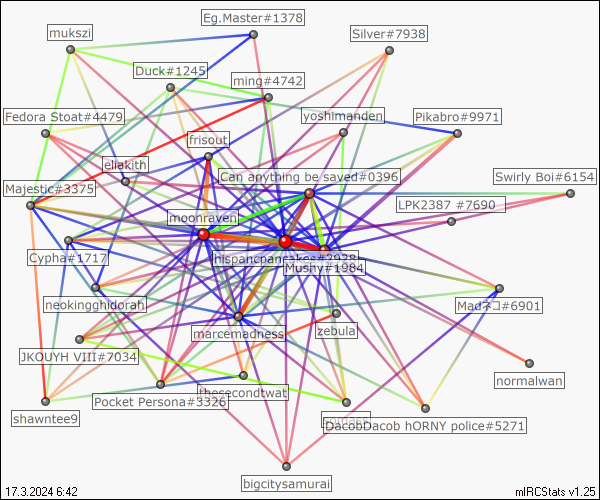 Eg.Master#1378
mukszi
Silver#7938
Duck#1245
ming#4742
Fedora Stoat#4479
yoshimanden
Pikabro#9971
frisout
eliakith
Can anything be saved#0396
Swirly Boi#6154
Majestic#3375
LPK2387 #7690
moonraven
Cypha#1717
Mushy#1984
neokingghidorah
Madネコ#6901
marcemadness
zebula
JKOUYH VIII#7034
normalwan
Pocket Persona#3326
thesecondtwat
shawntee9
DacobDacob hORNY police#5271
bigcitysamurai
17.3.2024 6:42
mIRCStats v1.25